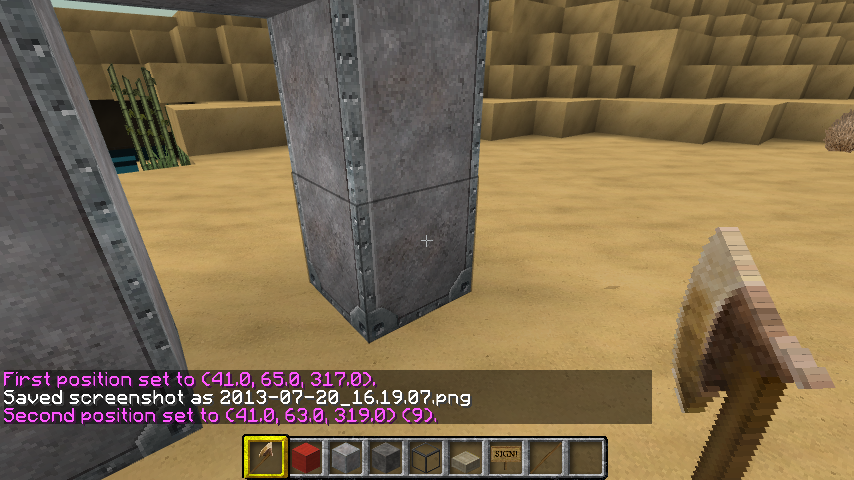 First position set to (41.0, 65.0, 317.0).
Saved screenshot as 2013-07-20_16.19.07.png
Second position set to (41.0, 63.0, 319.0) (9).
SIGN!